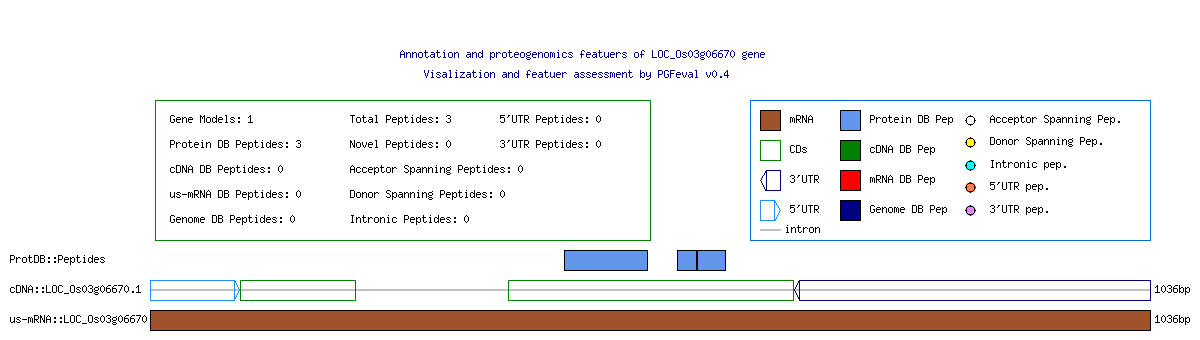 Annotation and proteogenomics featuers of LOC_Os03g06670 gene
Visalization and featuer assessment by PGFeval v0.4
Gene Models: 1 Total Peptides: 3 5'UTR Peptides: 0
Protein DB Peptides: 3 Novel Peptides: 0 3'UTR Peptides: 0
cDNA DB Peptides: 0 Acceptor Spanning Peptides: 0
us-mRNA DB Peptides: 0 Donor Spanning Peptides: 0
Genome DB Peptides: 0 Intronic Peptides: 0
mRNA Protein DB Pep Acceptor Spanning Pep.
CDs cDNA DB Pep Donor Spanning Pep.
3'UTR mRNA DB Pep Intronic pep.
5'UTR Genome DB Pep 5'UTR pep.
intron 3'UTR pep.
ProtDB::Peptides
cDNA::LOC_Os03g06670.1 1036bp
us-mRNA::LOC_Os03g06670 1036bp